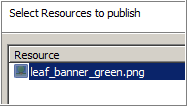 Select Resources to publish
Resource
leaf_banner_green.png